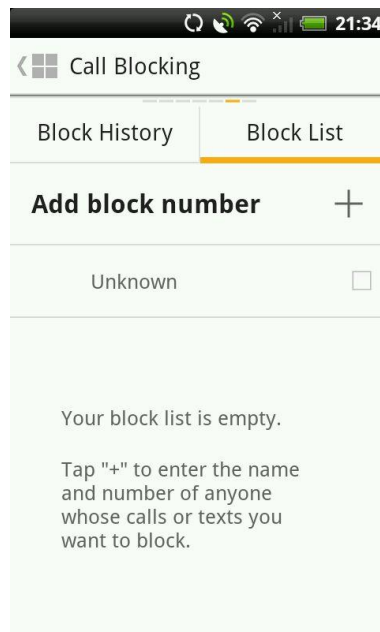 21:34
Call Blocking
Block History
Block List
Add block number
Unknown
Your block list is empty.
Tap "+" to enter the name
and number of anyone
whose calls or texts you
want to block.